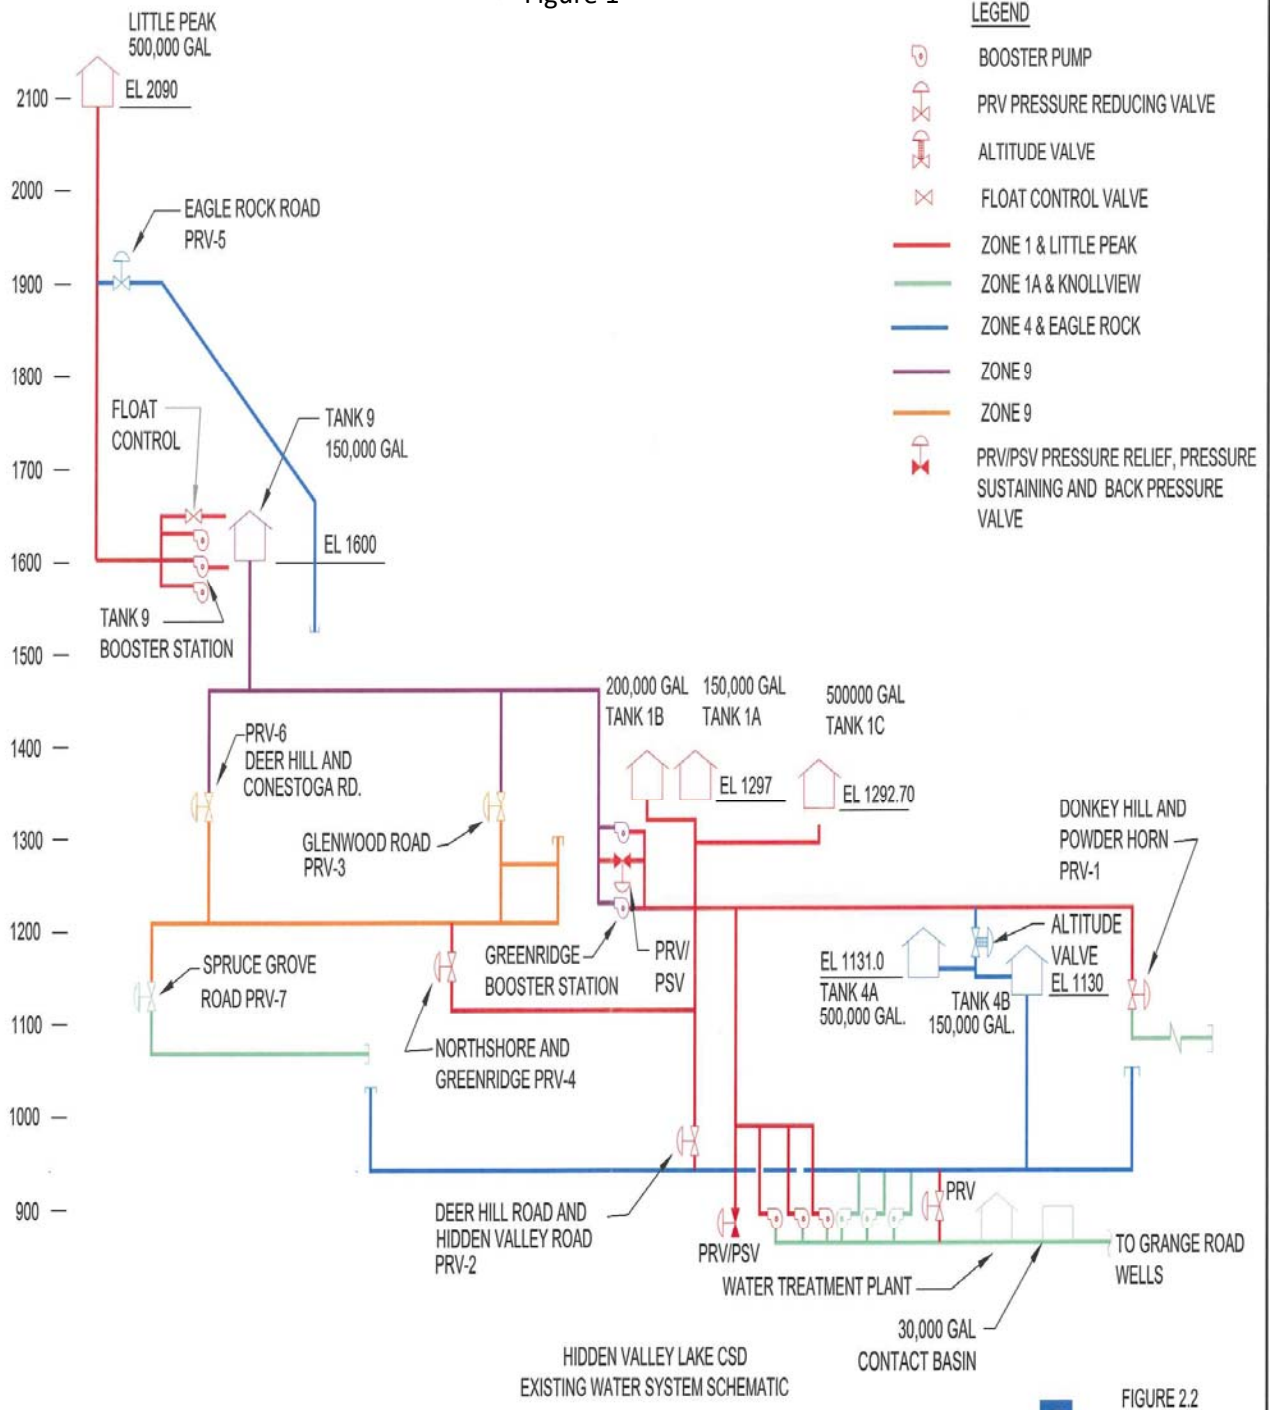 Figure 1
LITTLE PEAK
500,000 GAL
EL 2090
2100
2000
1900
1800
1700
1600
1500
1400
1300
1200
1100
1000
900
LEGEND
BOOSTER PUMP
PRV PRESSURE REDUCING VALVE
ALTITUDE VALVE
FLOAT CONTROL VALVE
ZONE 1 & LITTLE PEAK
ZONE 1A & KNOLLVIEW
ZONE 4 & EAGLE ROCK
ZONE 9
ZONE 9
PRV/PSV PRESSURE RELIEF, PRESSURE
SUSTAINING AND BACK PRESSURE
VALVE
EAGLE ROCK ROAD
PRV-5
FLOAT
CONTROL
TANK 9
150,000 GAL
EL 1600
TANK 9
BOOSTER STATION
200,000 GAL
TANK 1B
150,000 GAL
TANK 1A
500000 GAL
TANK 1C
EL 1297
EL 1292.70
PRV-6
DEER HILL AND
CONESTOGA RD.
GLENWOOD ROAD
PRV-3
DONKEY HILL AND
POWDER HORN
PRV-1
SPRUCE GROVE
ROAD PRV-7
GREENRIDGE
BOOSTER STATION
PRV/
PSV
EL 1131.0
TANK 4A
500,000 GAL.
TANK 4B
150,000 GAL.
ALTITUDE
VALVE
EL 1130
NORTHSHORE AND
GREENRIDGE PRV-4
DEER HILL ROAD AND
HIDDEN VALLEY ROAD
PRV-2
PRV/PSV
PRV
WATER TREATMENT PLANT
TO GRANGE ROAD
WELLS
30,000 GAL
CONTACT BASIN
HIDDEN VALLEY LAKE CSD
EXISTING WATER SYSTEM SCHEMATIC
FIGURE 2.2